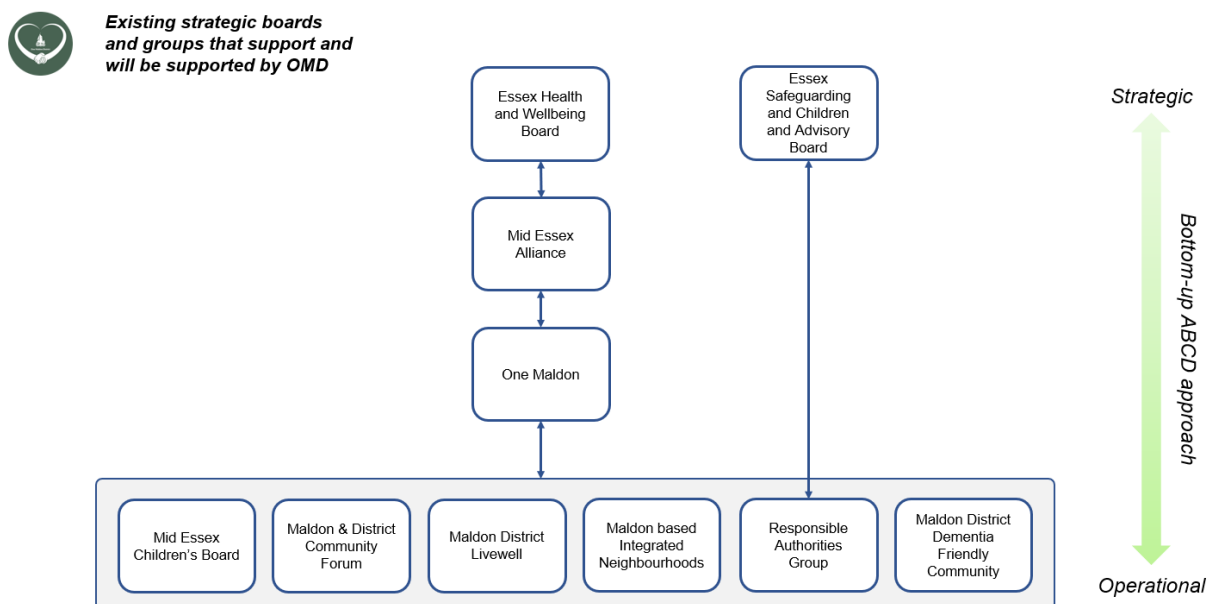 Existing strategic boards
and groups that support and
will be supported by OMD
Essex Health
and Wellbeing
Board
Essex
Safeguarding
and Children
and Advisory
Board
Strategic
Mid Essex
Alliance
Bottom-up ABCD approach
One Maldon
Mid Essex
Children's Board
Maldon & District
Community
Forum
Maldon District
Livewell
Maldon based
Integrated
Neighbourhoods
Responsible
Authorities
Group
Maldon District
Dementia
Friendly
Community
Operational